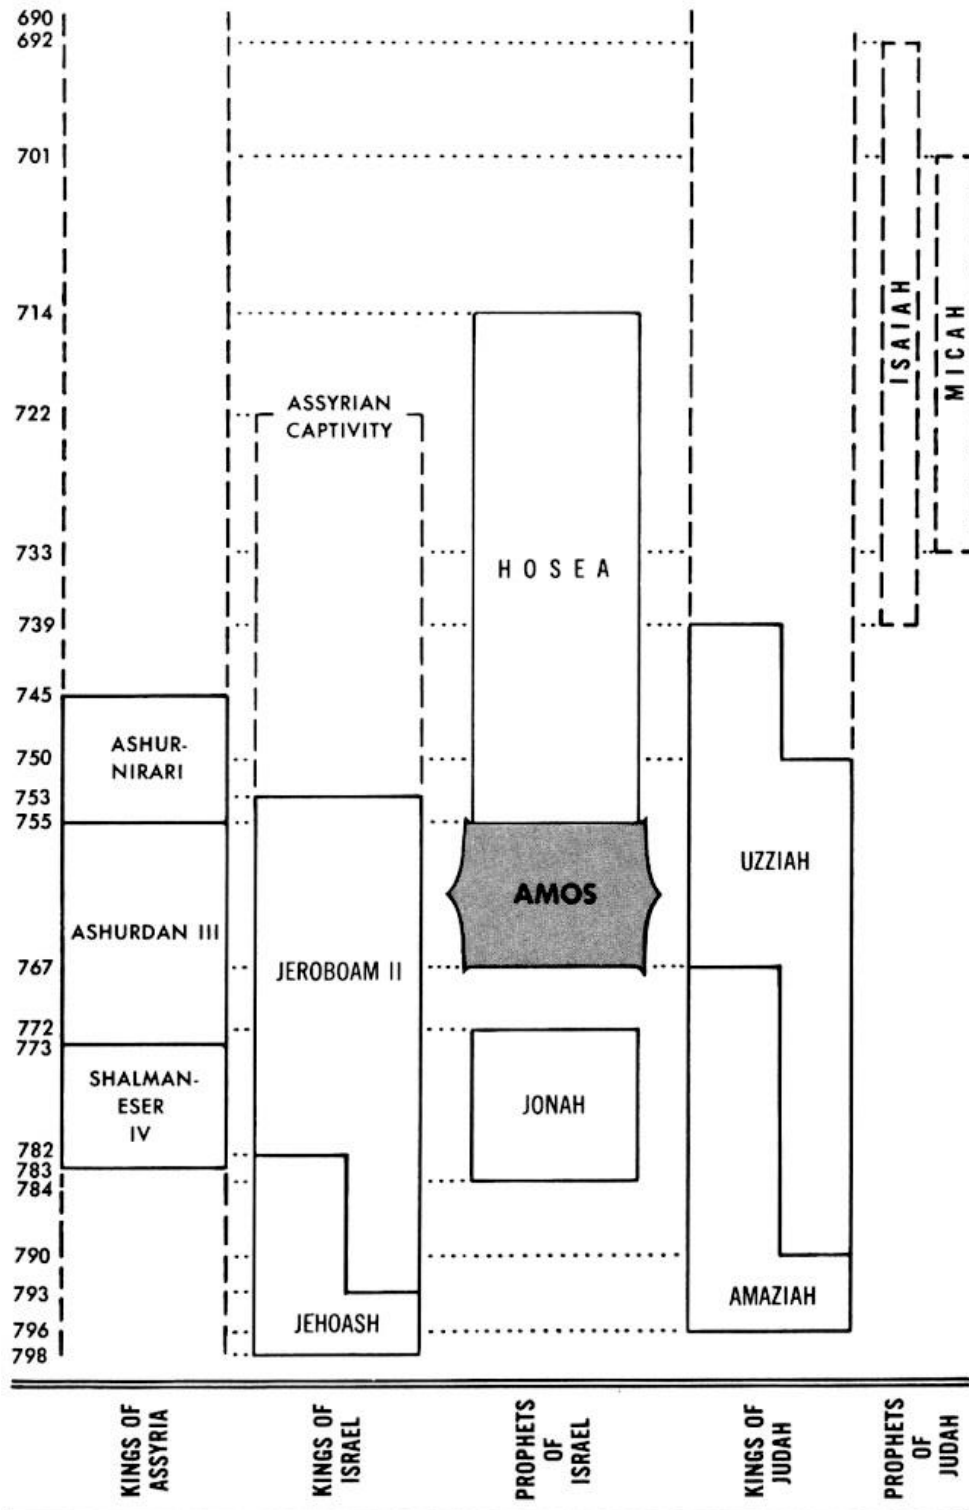 690
692
701
714
722
733
739
745
750
753
755
767
772
773
782
783
784
790
793
796
798
ASHUR-
NIRARI
ASHURDAN III
SHALMAN-
ESER
IV
ASSYRIAN
CAPTIVITY
JEROBOAM II
JEHOASH
HOSEA
AMOS
JONAH
UZZIAH
AMAZIAH
ISAIAH
MICAH
KINGS OF
ASSYRIA
KINGS OF
ISRAEL
PROPHETS
OF
ISRAEL
KINGS OF
JUDAH
PROPHETS
OF
JUDAH